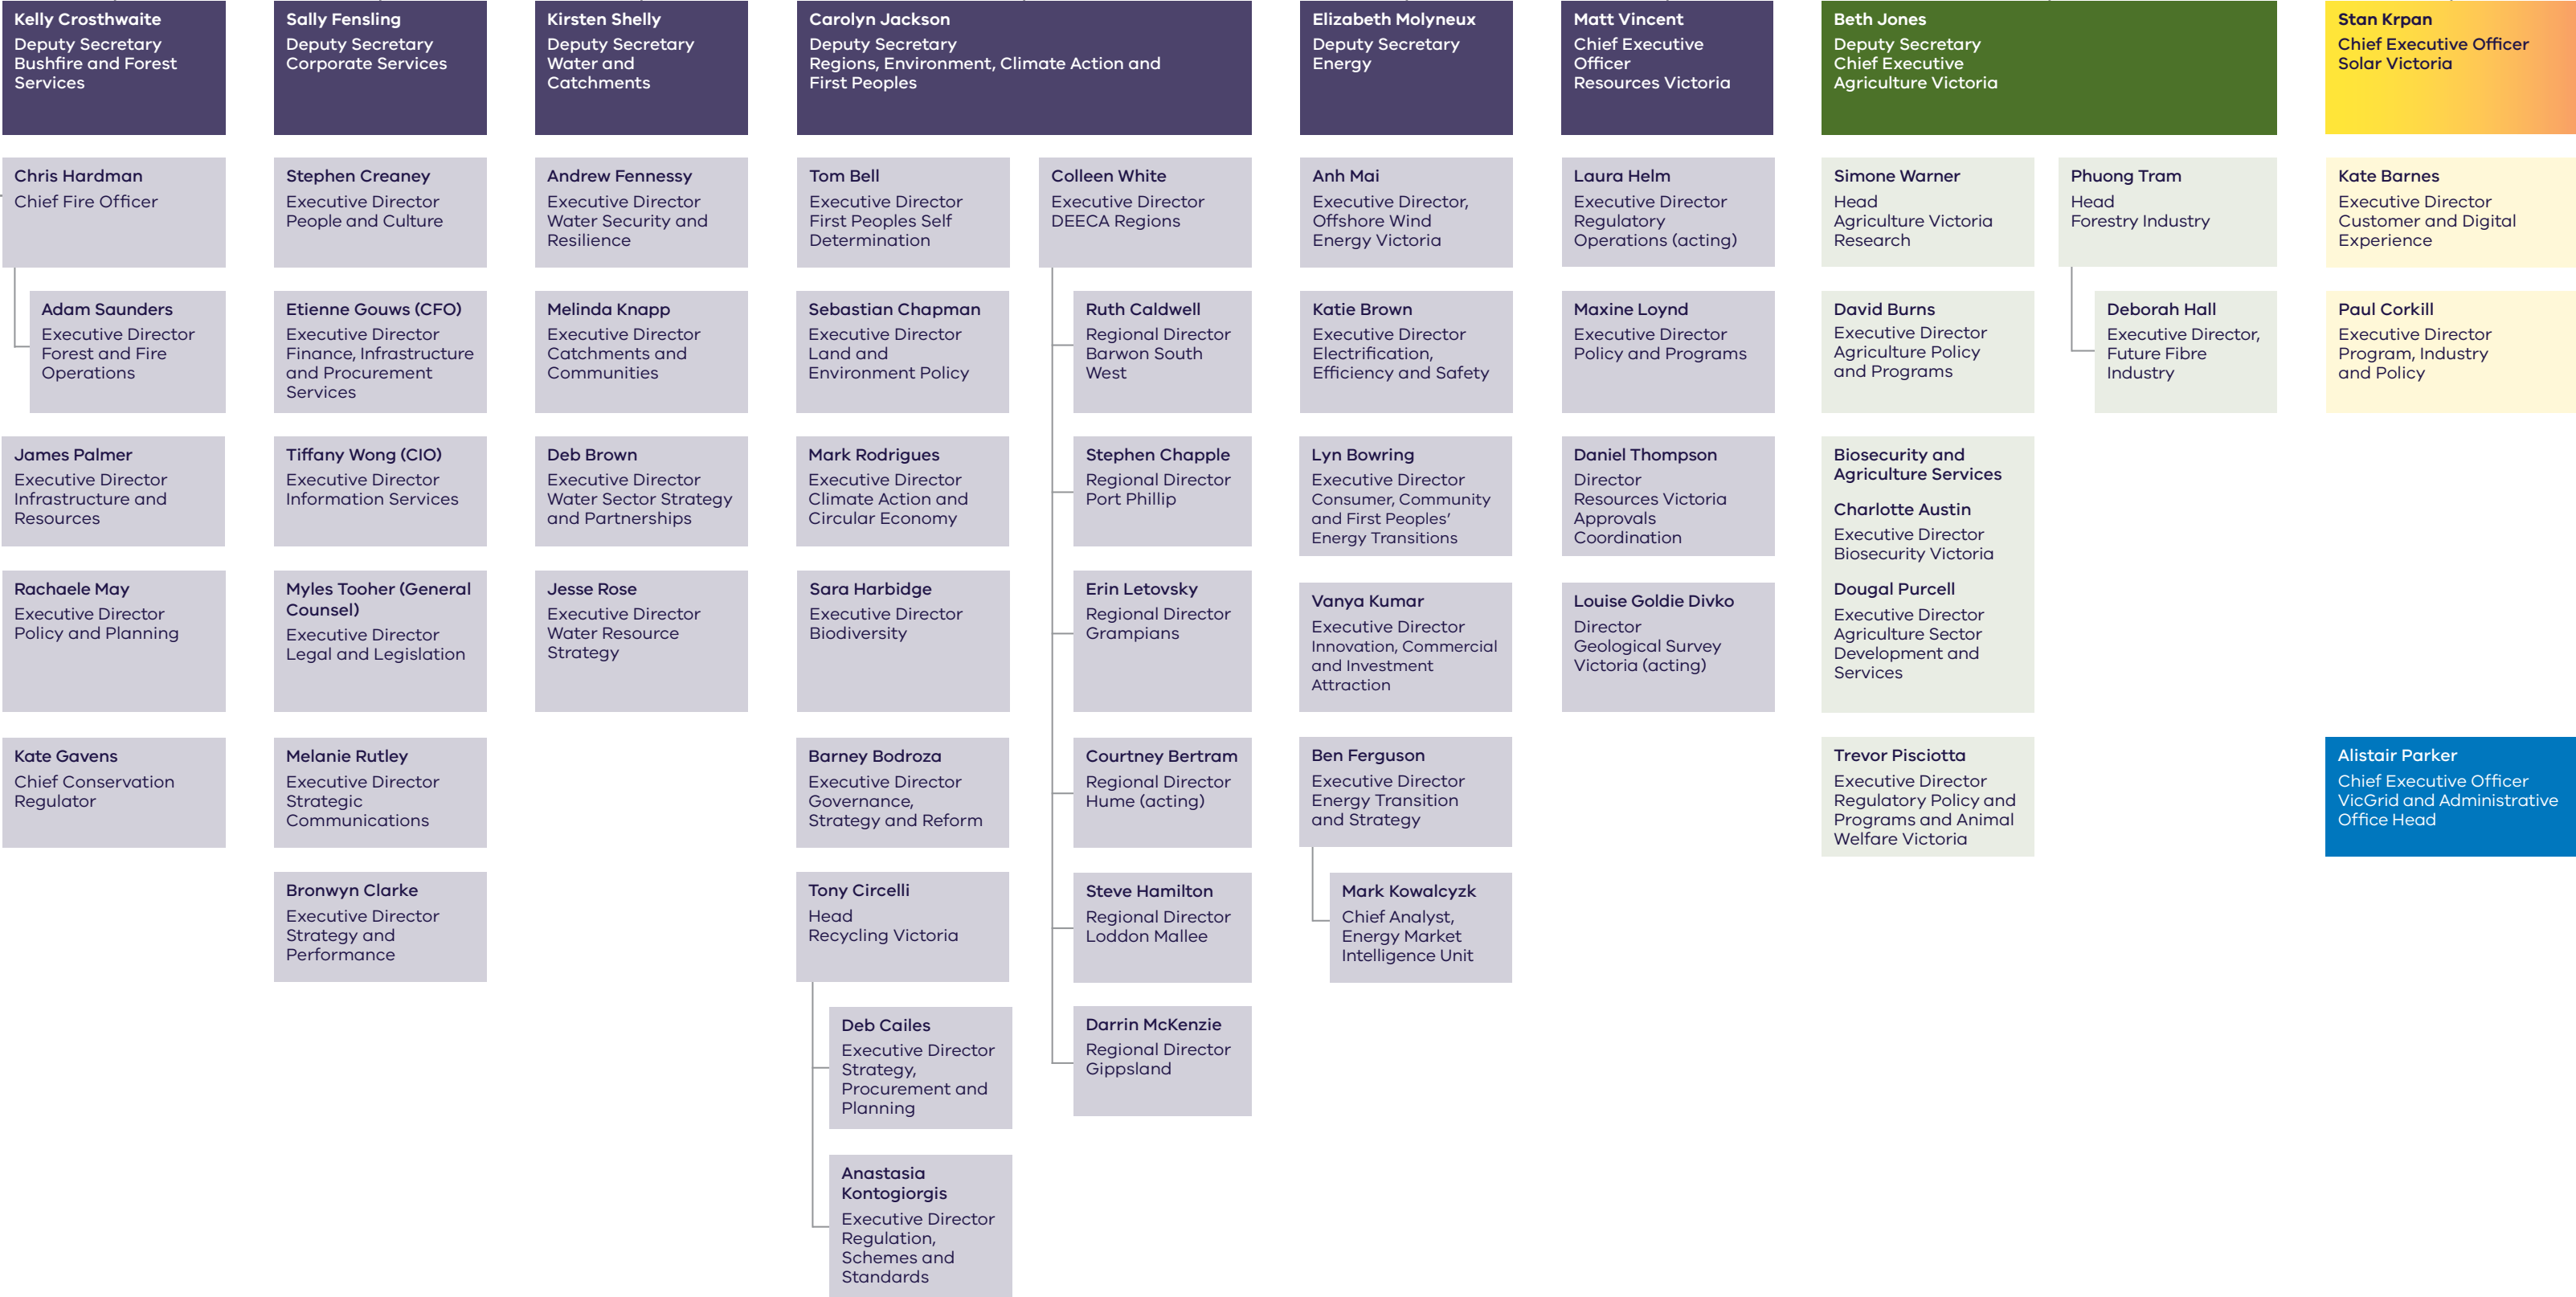 Kelly Crosthwaite
Deputy Secretary
Bushfire and Forest
Services
Chris Hardman
Chief Fire Officer
Adam Saunders
Executive Director
Forest and Fire
Operations
James Palmer
Executive Director
Infrastructure and
Resources
Rachaele May
Executive Director
Policy and Planning
Kate Gavens
Chief Conservation
Regulator
Sally Fensling
Deputy Secretary
Corporate Services
Stephen Creaney
Executive Director
People and Culture
Etienne Gouws (CFO)
Executive Director
Finance, Infrastructure
and Procurement
Services
Tiffany Wong (CIO)
Executive Director
Information Services
Myles Tooher (General
Counsel)
Executive Director
Legal and Legislation
Melanie Rutley
Executive Director
Strategic
Communications
Bronwyn Clarke
Executive Director
Strategy and
Performance
Kirsten Shelly
Deputy Secretary
Water and
Catchments
Andrew Fennessy
Executive Director
Water Security and
Resilience
Melinda Knapp
Executive Director
Catchments and
Communities
Deb Brown
Executive Director
Water Sector Strategy
and Partnerships
Jesse Rose
Executive Director
Water Resource
Strategy
Carolyn Jackson
Deputy Secretary
Regions, Environment, Climate Action and
First Peoples
Tom Bell
Executive Director
First Peoples Self
Determination
Sebastian Chapman
Executive Director
Land and
Environment Policy
Mark Rodrigues
Executive Director
Climate Action and
Circular Economy
Sara Harbidge
Executive Director
Biodiversity
Barney Bodroza
Executive Director
Governance,
Strategy and Reform
Tony Circelli
Head
Recycling Victoria
Deb Cailes
Executive Director
Strategy,
Procurement and
Planning
Anastasia
Kontogiorgis
Executive Director
Regulation,
Schemes and
Standards
Colleen White
Executive Director
DEECA Regions
Ruth Caldwell
Regional Director
Barwon South
West
Stephen Chapple
Regional Director
Port Phillip
Erin Letovsky
Regional Director
Grampians
Courtney Bertram
Regional Director
Hume (acting)
Steve Hamilton
Regional Director
Loddon Mallee
Darrin McKenzie
Regional Director
Gippsland
Elizabeth Molyneux
Deputy Secretary
Energy
Anh Mai
Executive Director,
Offshore Wind
Energy Victoria
Katie Brown
Executive Director
Electrification,
Efficiency and Safety
Lyn Bowring
Executive Director
Consumer, Community
and First Peoples’
Energy Transitions
Vanya Kumar
Executive Director
Innovation, Commercial
and Investment
Attraction
Ben Ferguson
Executive Director
Energy Transition
and Strategy
Mark Kowalcyzk
Chief Analyst,
Energy Market
Intelligence Unit
Matt Vincent
Chief Executive
Officer
Resources Victoria
Laura Helm
Executive Director
Regulatory
Operations (acting)
Maxine Loynd
Executive Director
Policy and Programs
Daniel Thompson
Director
Resources Victoria
Approvals
Coordination
Louise Goldie Divko
Director
Geological Survey
Victoria (acting)
Beth Jones
Deputy Secretary
Chief Executive
Agriculture Victoria
Simone Warner
Head
Agriculture Victoria
Research
David Burns
Executive Director
Agriculture Policy
and Programs
Biosecurity and
Agriculture Services
Charlotte Austin
Executive Director
Biosecurity Victoria
Dougal Purcell
Executive Director
Agriculture Sector
Development and
Services
Trevor Pisciotta
Executive Director
Regulatory Policy and
Programs and Animal
Welfare Victoria
Phuong Tram
Head
Forestry Industry
Deborah Hall
Executive Director,
Future Fibre
Industry
Stan Krpan
Chief Executive Officer
Solar Victoria
Kate Barnes
Executive Director
Customer and Digital
Experience
Paul Corkill
Executive Director
Program, Industry
and Policy
Alistair Parker
Chief Executive Officer
VicGrid and Administrative
Office Head